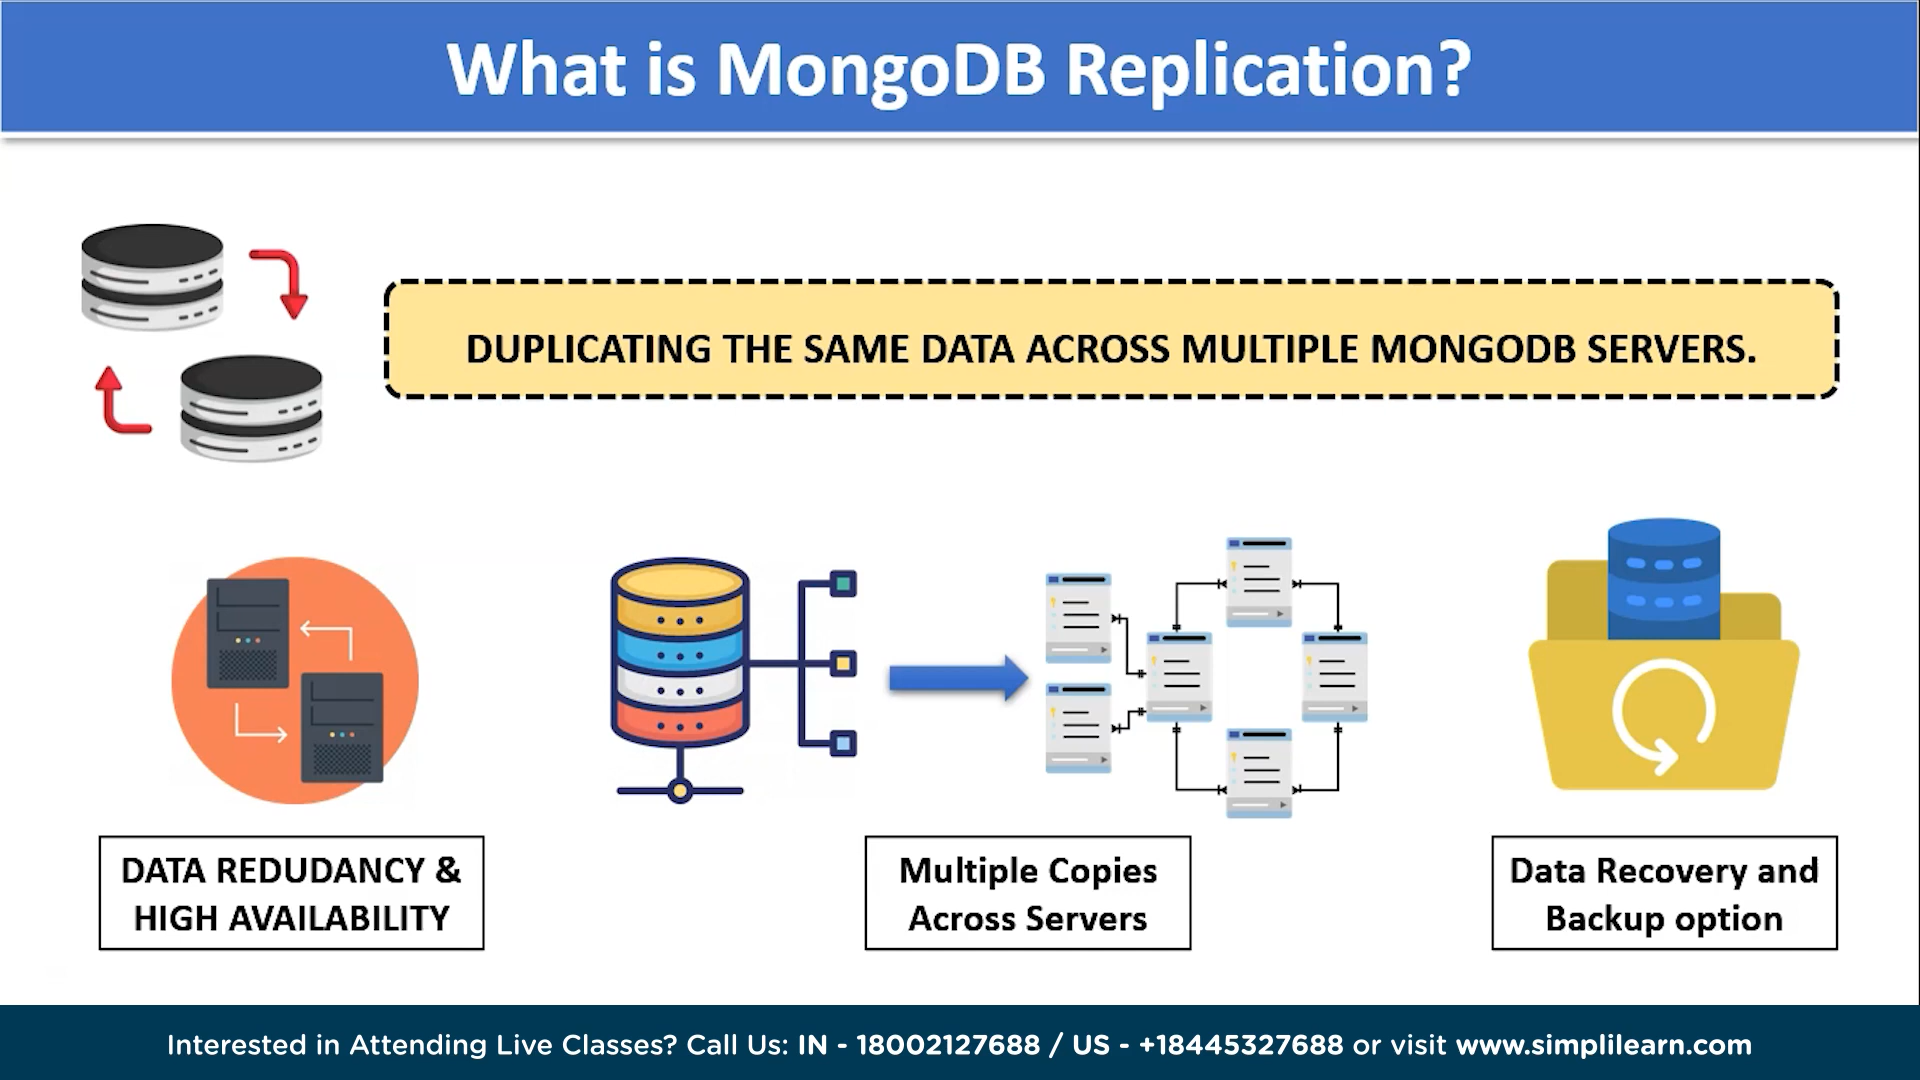 What is MongoDB Replication?
DUPLICATING THE SAME DATA ACROSS MULTIPLE MONGODB SERVERS.
DATA REDUDANCY &
HIGH AVAILABILITY
Multiple Copies
Across Servers
Data Recovery and
Backup option
Interested in Attending Live Classes? Call Us: IN - 18002127688 / US - +18445327688 or visit www.simplilearn.com